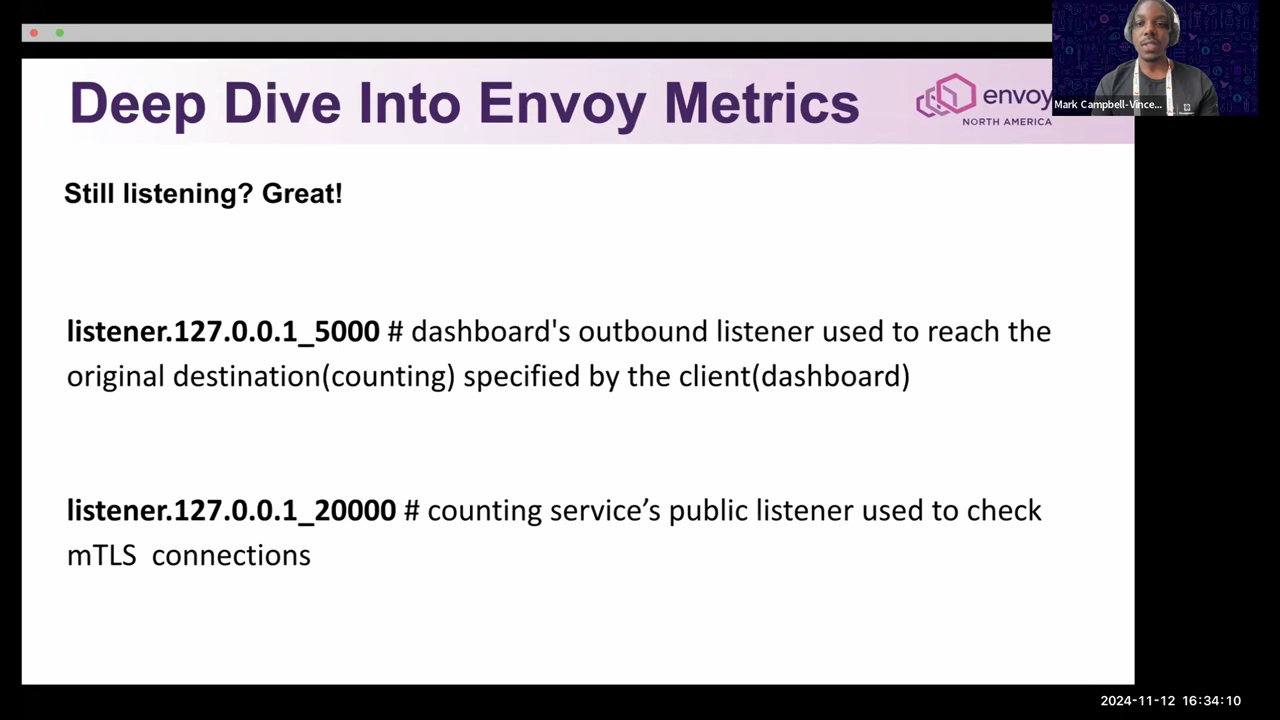 Deep Dive Into Envoy Metrics
envoy
NORTH AMERICA
Mark Campbell-Vince...
Still listening? Great!
listener.127.0.0.1_5000 # dashboard's outbound listener used to reach the
original destination(counting) specified by the client(dashboard)
listener.127.0.0.1_20000 # counting service’s public listener used to check
mTLS  connections
2024-11-12 16:34:10